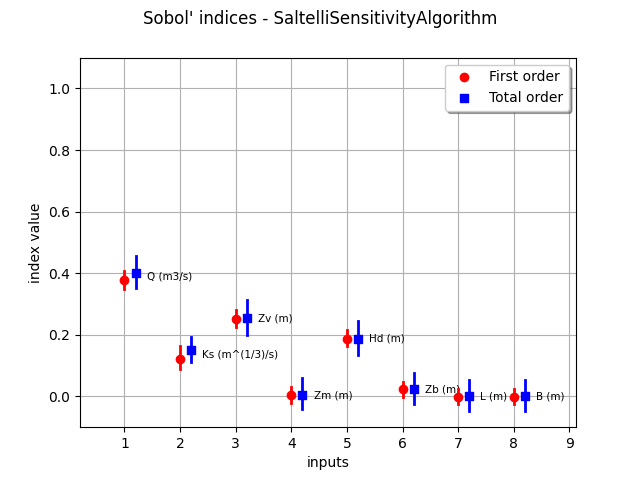 Sobol' indices - SaltelliSensitivityAlgorithm
First order
Total order
1.0
0.8
0.6
0.4
0.2
0.0
index value
Q (m3/s)
Ks (m^(1/3)/s)
Zv (m)
Zm (m)
Hd (m)
Zb (m)
L (m)
B (m)
1 2 3 4 5 6 7 8 9
inputs